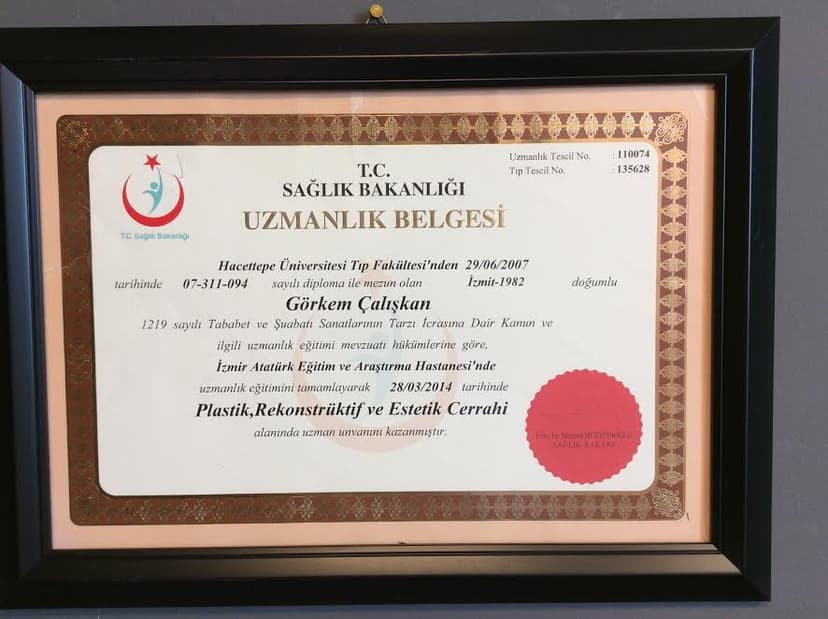 T.C. Sağlık Bakanlığı
T.C.
SAĞLIK BAKANLIĞI
UZMANLIK BELGESİ
Uzmanlık Tescil No. : 110074
Tıp Tescil No. : 135628
Hacettepe Üniversitesi Tıp Fakültesi'nden 29/06/2007
tarihinde 07-311-094 sayılı diploma ile mezun olan İzmit-1982 doğumlu
Görkem Çalışkan
1219 sayılı Tababet ve Şuabatı Sanatlarının Tarzı İcrasına Dair Kanun ve
ilgili uzmanlık eğitimi mevzuatı hükümlerine göre,
İzmir Atatürk Eğitim ve Araştırma Hastanesi'nde
uzmanlık eğitimini tamamlayarak 28/03/2014 tarihinde
Plastik,Rekonstrüktif ve Estetik Cerrahi
alanında uzman unvanını kazanmıştır.
SAĞLIK BAKANI